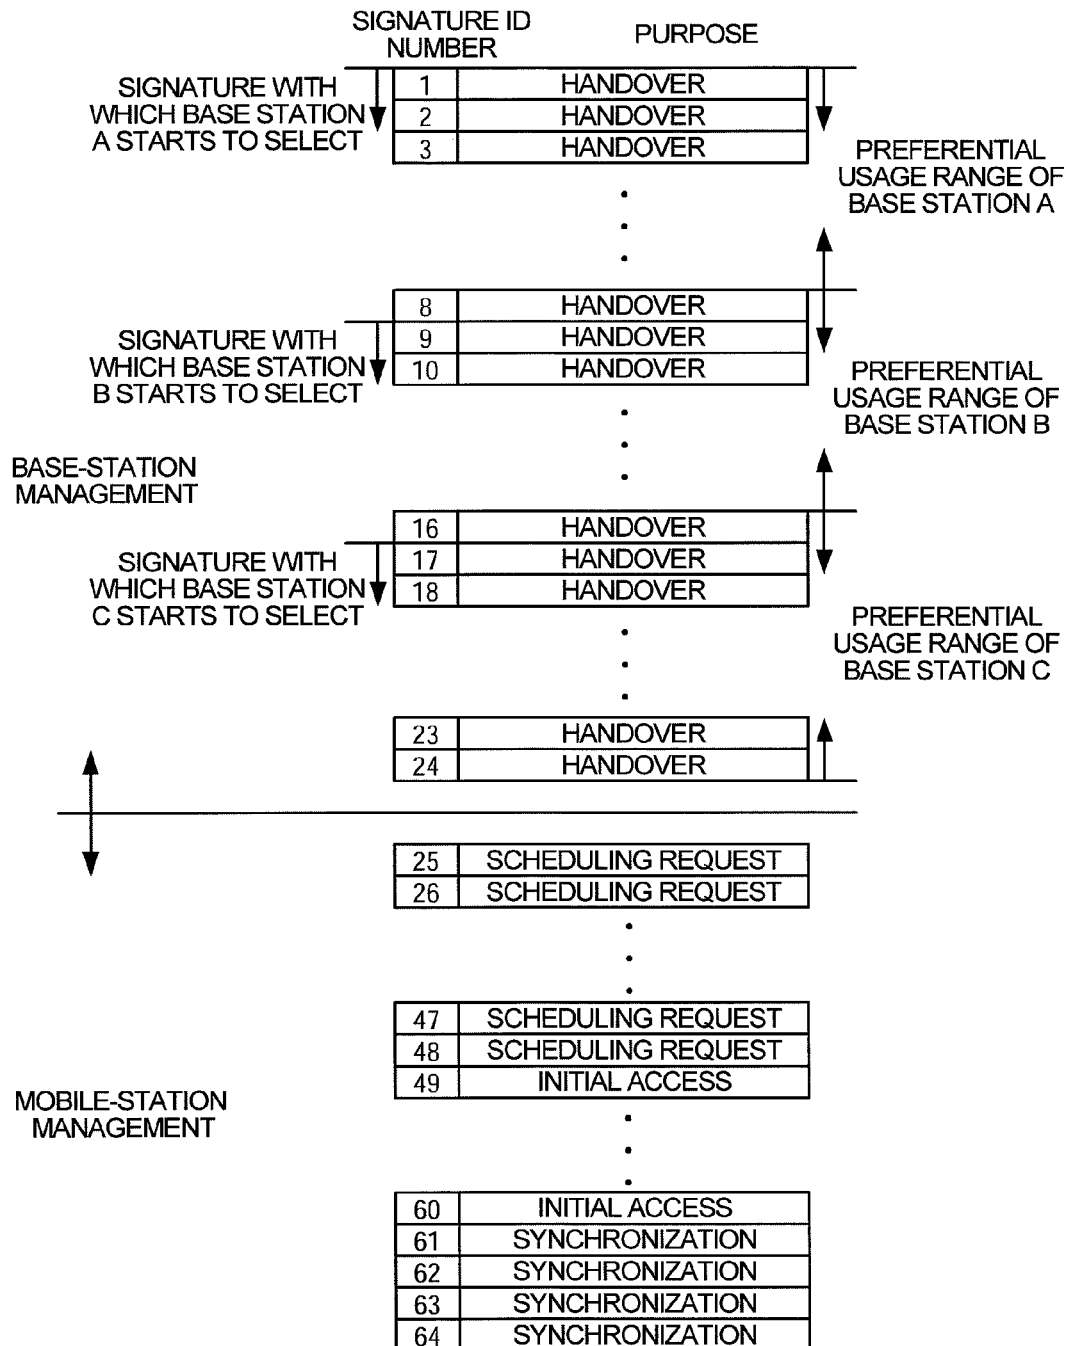 SIGNATURE ID
NUMBER
PURPOSE
SIGNATURE WITH
WHICH BASE STATION
A STARTS TO SELECT
1 HANDOVER
2 HANDOVER
3 HANDOVER
PREFERENTIAL
USAGE RANGE OF
BASE STATION A
8 HANDOVER
9 HANDOVER
10 HANDOVER
SIGNATURE WITH
WHICH BASE STATION
B STARTS TO SELECT
PREFERENTIAL
USAGE RANGE OF
BASE STATION B
BASE-STATION
MANAGEMENT
16 HANDOVER
17 HANDOVER
18 HANDOVER
SIGNATURE WITH
WHICH BASE STATION
C STARTS TO SELECT
PREFERENTIAL
USAGE RANGE OF
BASE STATION C
23 HANDOVER
24 HANDOVER
25 SCHEDULING REQUEST
26 SCHEDULING REQUEST
47 SCHEDULING REQUEST
48 SCHEDULING REQUEST
49 INITIAL ACCESS
MOBILE-STATION
MANAGEMENT
60 INITIAL ACCESS
61 SYNCHRONIZATION
62 SYNCHRONIZATION
63 SYNCHRONIZATION
64 SYNCHRONIZATION